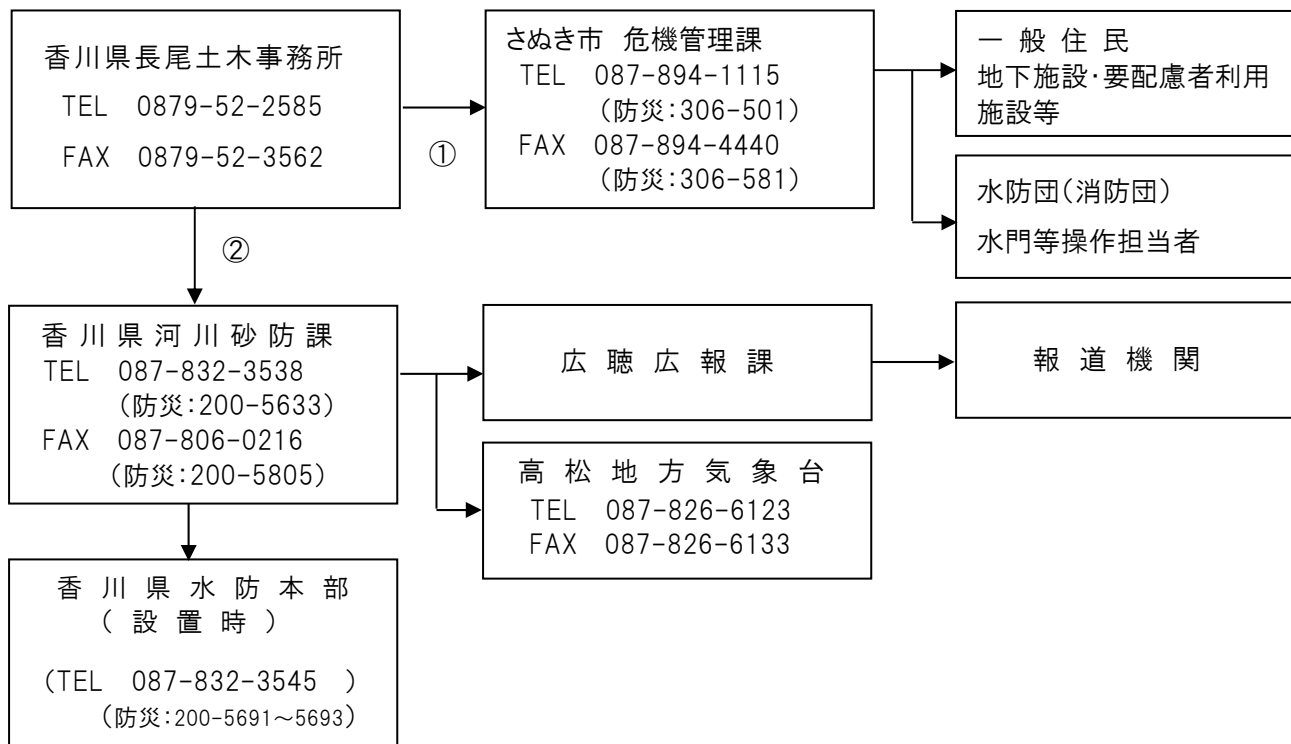 香川県長尾土木事務所
TEL 0879-52-2585
FAX 0879-52-3562
①
さぬき市 危機管理課
TEL 087-894-1115
(防災:306-501)
FAX 087-894-4440
(防災:306-581)
一般住民
地下施設・要配慮者利用
施設等
水防団(消防団)
水門等操作担当者
②
香川県河川砂防課
TEL 087-832-3538
(防災:200-5633)
FAX 087-806-0216
(防災:200-5805)
広聴広報課
報道機関
高松地方気象台
TEL 087-826-6123
FAX 087-826-6133
香川県水防本部
(設置時)
(TEL 087-832-3545 )
(防災:200-5691~5693)